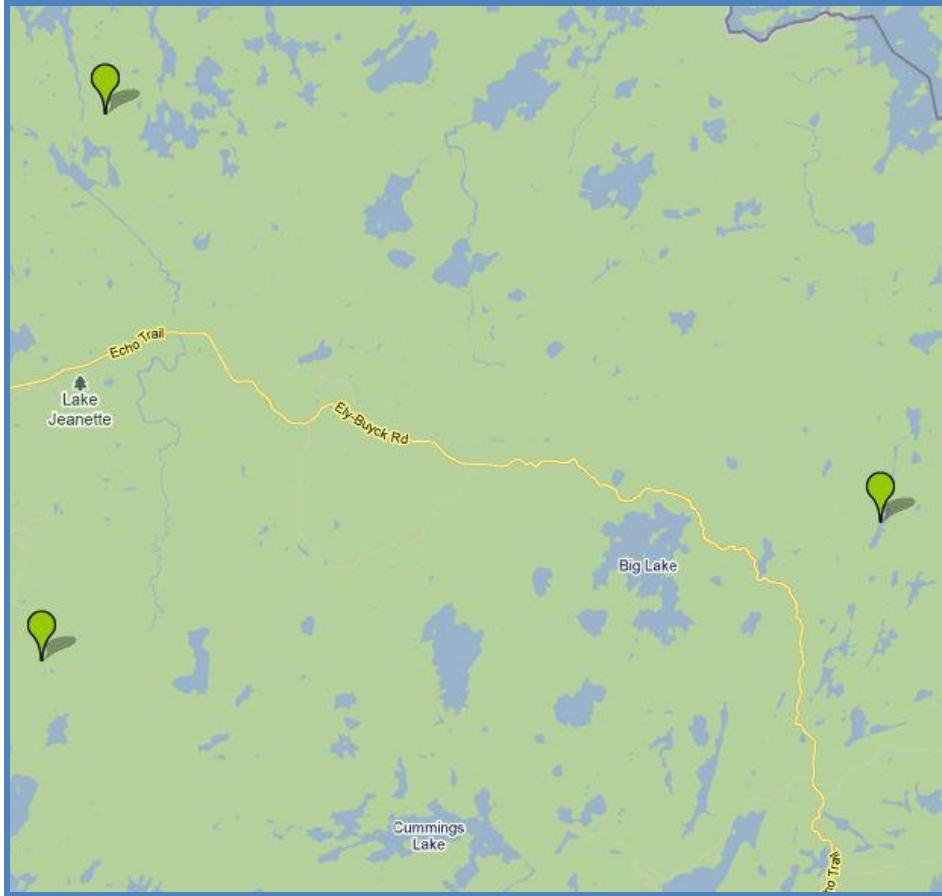 Echo Trail
Lake
Jeanette
Ely-Buyck Rd
Big Lake
Cummings
Lake
ho Trail